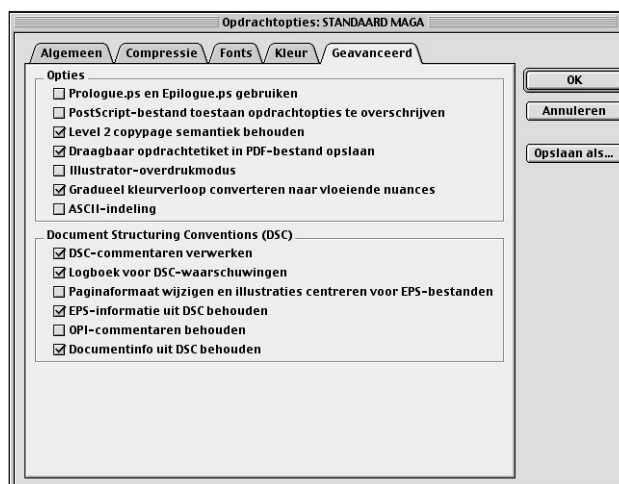 Opdrachtopties: STANDAARD MAGA
Algemeen Compressie Fonts Kleur Geavanceerd
Opties
Prologue.ps en Epilogue.ps gebruiken
PostScript-bestand toestaan opdrachtopties te overschrijven
Level 2 copypage semantiek behouden
Draagbaar opdrachtetiket in PDF-bestand opslaan
Illustrator-overdrukmodus
Gradueel kleurverloop converteren naar vloeiende nuances
ASCII-indeling
Document Structuring Conventions (DSC)
DSC-commentaren verwerken
Logboek voor DSC-waarschuwingen
Paginaformaat wijzigen en illustraties centreren voor EPS-bestanden
EPS-informatie uit DSC behouden
OPI-commentaren behouden
Documentinfo uit DSC behouden
OK
Annuleren
Opslaan als...